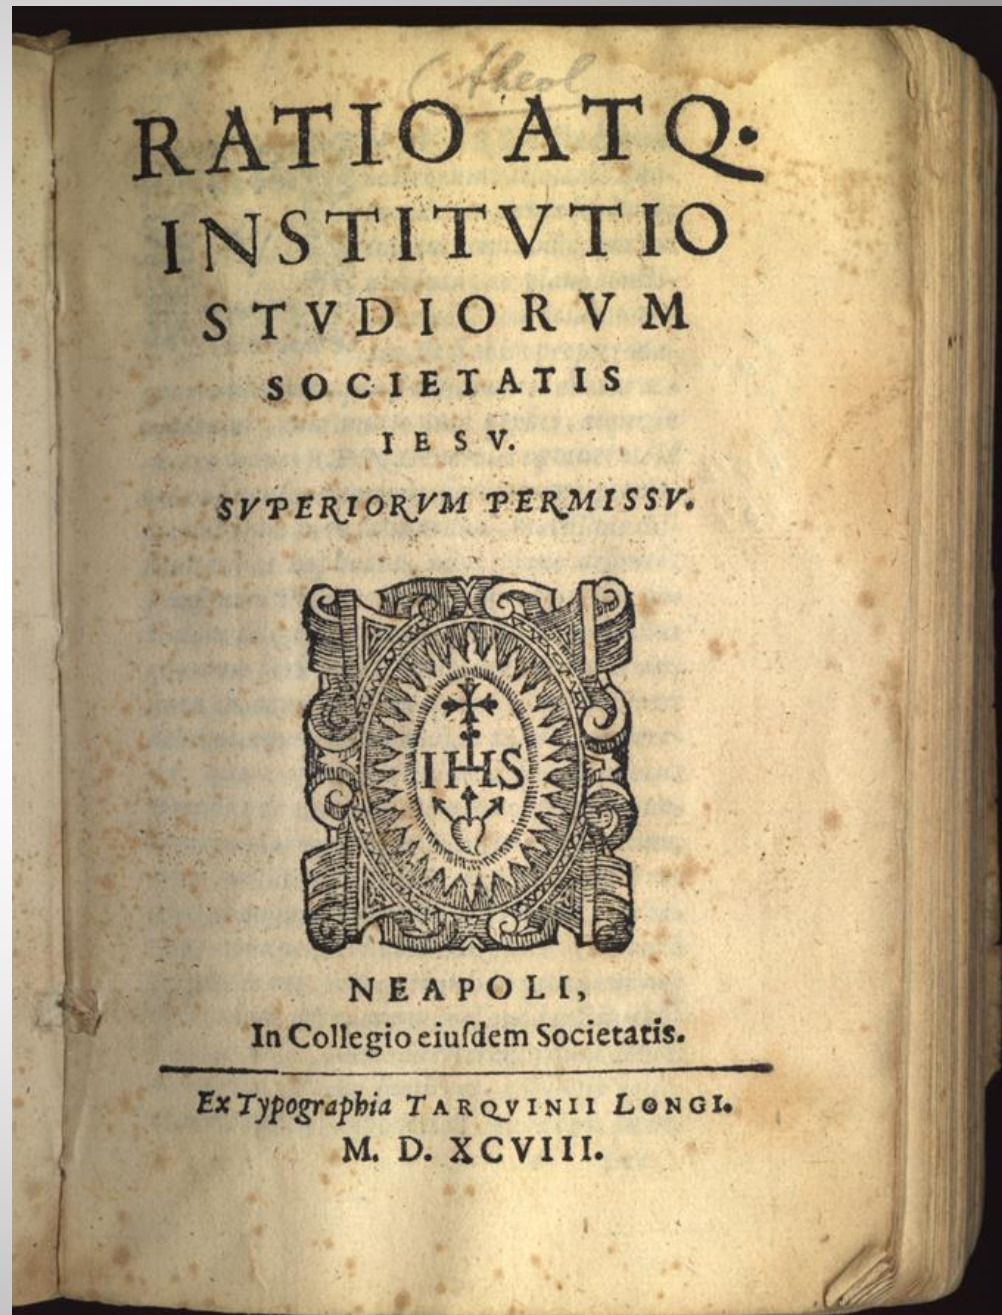 (theol
RATIO ATQ.
INSTITVTIO
STVDIORVM
SOCIETATIS
IESV.
SVPERIORVM PERMISSV.
IHS
NEAPOLI,
In Collegio eiuſdem Societatis.
Ex Typographia TARQVINII LONGI.
M. D. XCVIII.